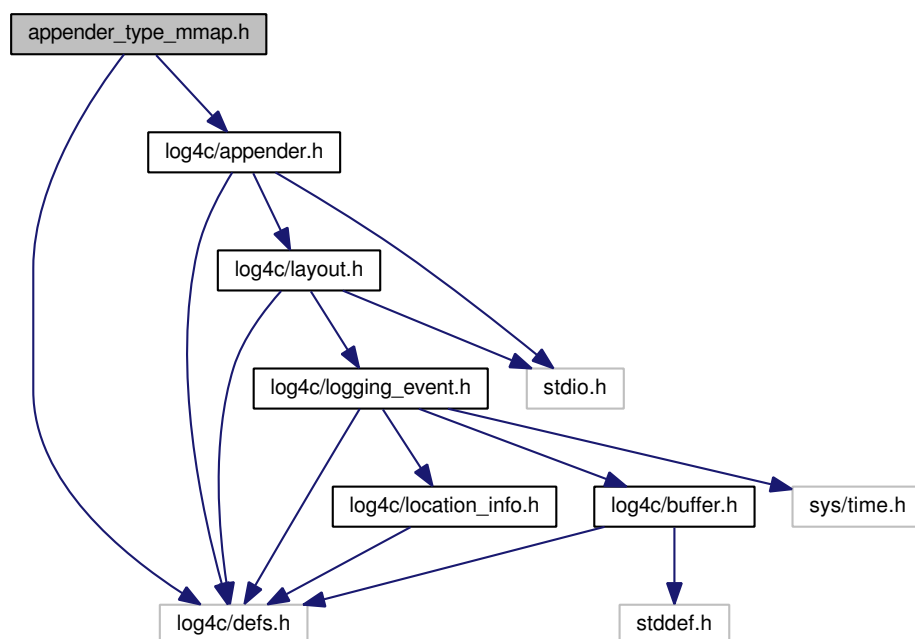 appender_type_mmap.h
log4c/appender.h
log4c/layout.h
log4c/logging_event.h
stdio.h
log4c/location_info.h
log4c/buffer.h
sys/time.h
log4c/defs.h
stddef.h